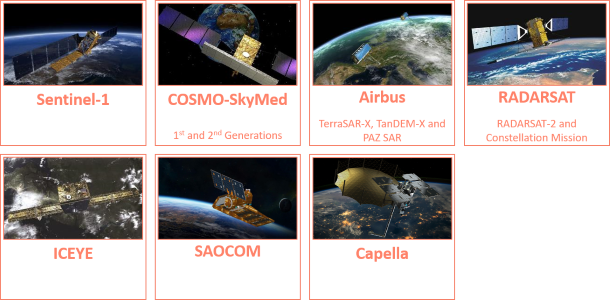 Sentinel-1
COSMO-SkyMed
1st and 2nd Generations
Airbus
TerraSAR-X, TanDEM-X and
PAZ SAR
RADARSAT
RADARSAT-2 and
Constellation Mission
ICEYE
SAOCOM
Capella